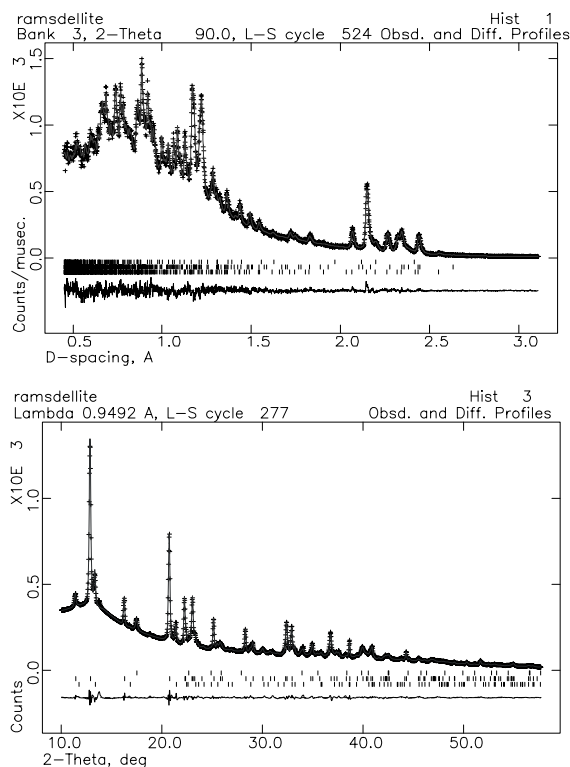 ramsdellite Hist 1
Bank 3, 2-Theta 90.0, L-S cycle 524 Obsd. and Diff. Profiles
X10E 3
1.5
1.0
0.5
0.0
Counts/musec.
0.5 1.0 1.5 2.0 2.5 3.0
D-spacing, A
ramsdellite Hist 3
Lambda 0.9492 A, L-S cycle 277 Obsd. and Diff. Profiles
X10E 3
1.0
0.5
0.0
Counts
10.0 20.0 30.0 40.0 50.0
2-Theta, deg